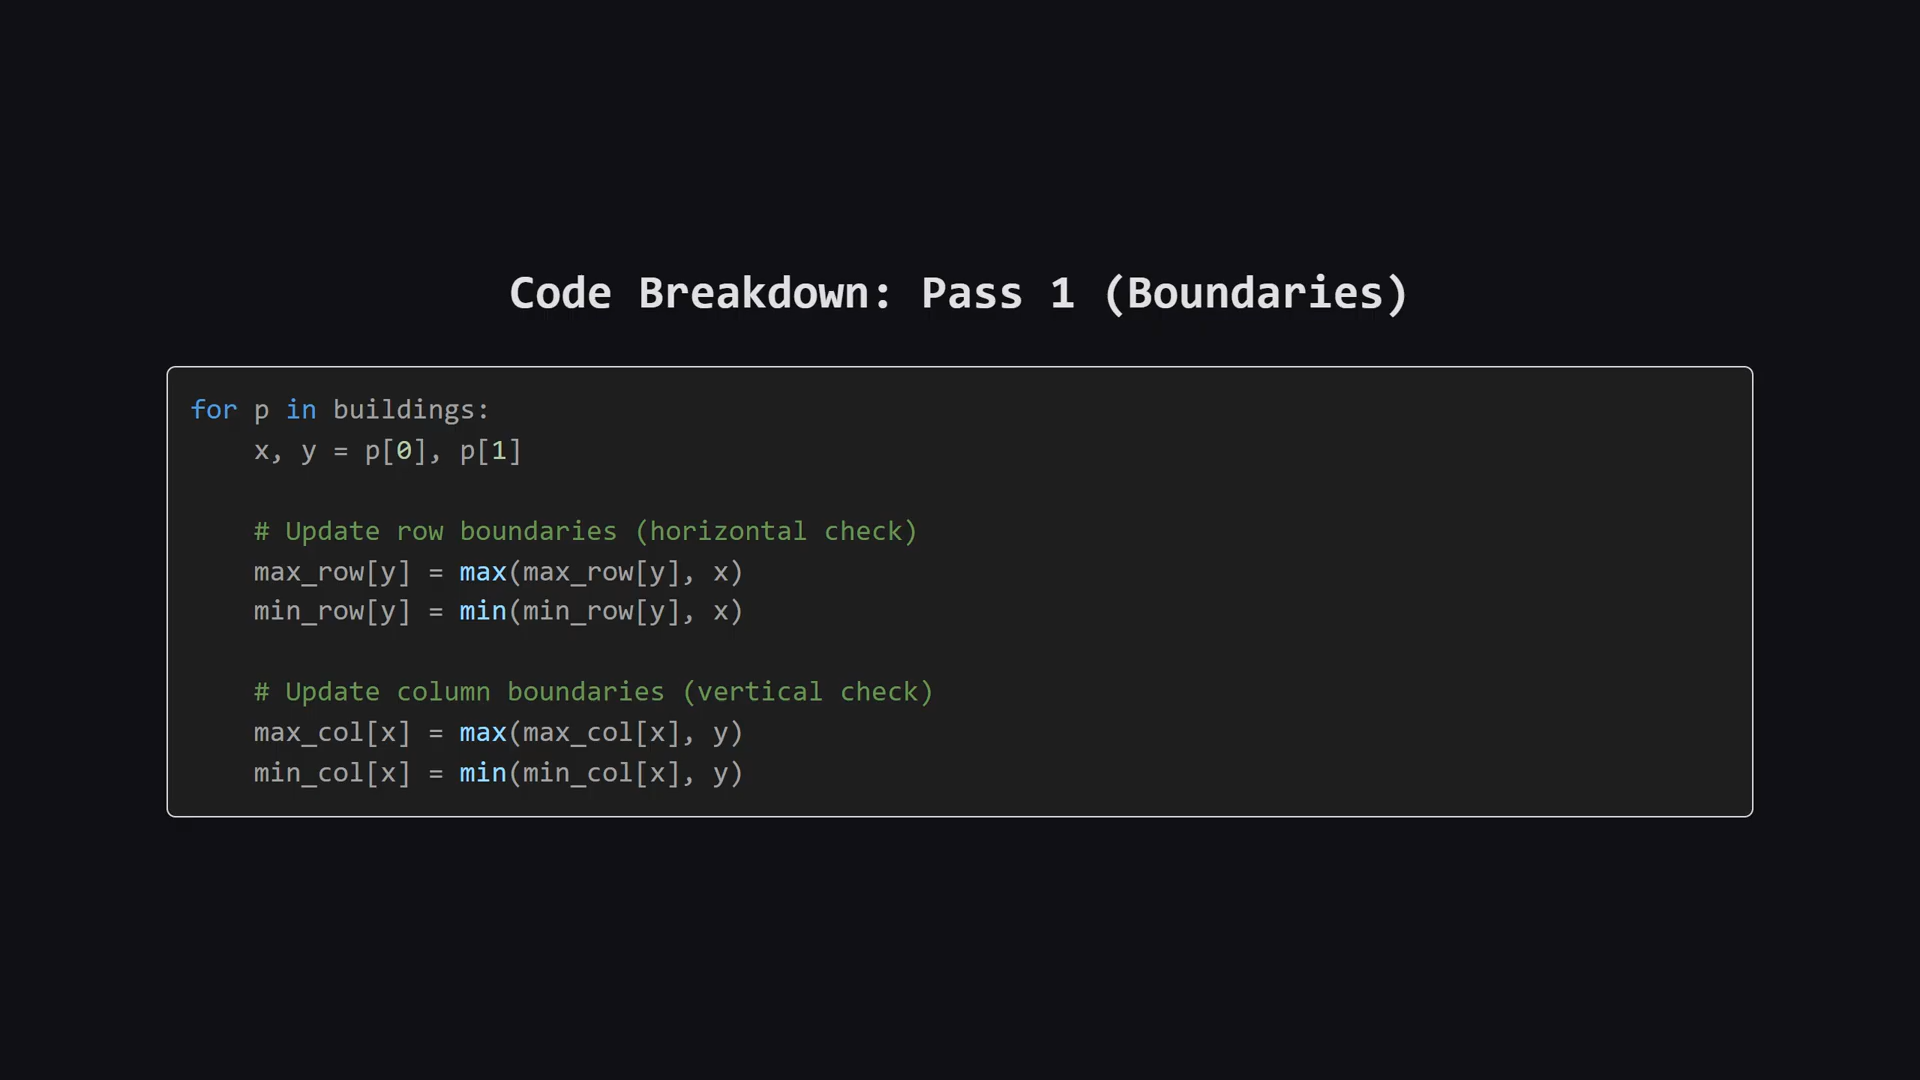 Code Breakdown: Pass 1 (Boundaries)
for p in buildings:
    x, y = p[0], p[1]
    # Update row boundaries (horizontal check)
    max_row[y] = max(max_row[y], x)
    min_row[y] = min(min_row[y], x)
    # Update column boundaries (vertical check)
    max_col[x] = max(max_col[x], y)
    min_col[x] = min(min_col[x], y)